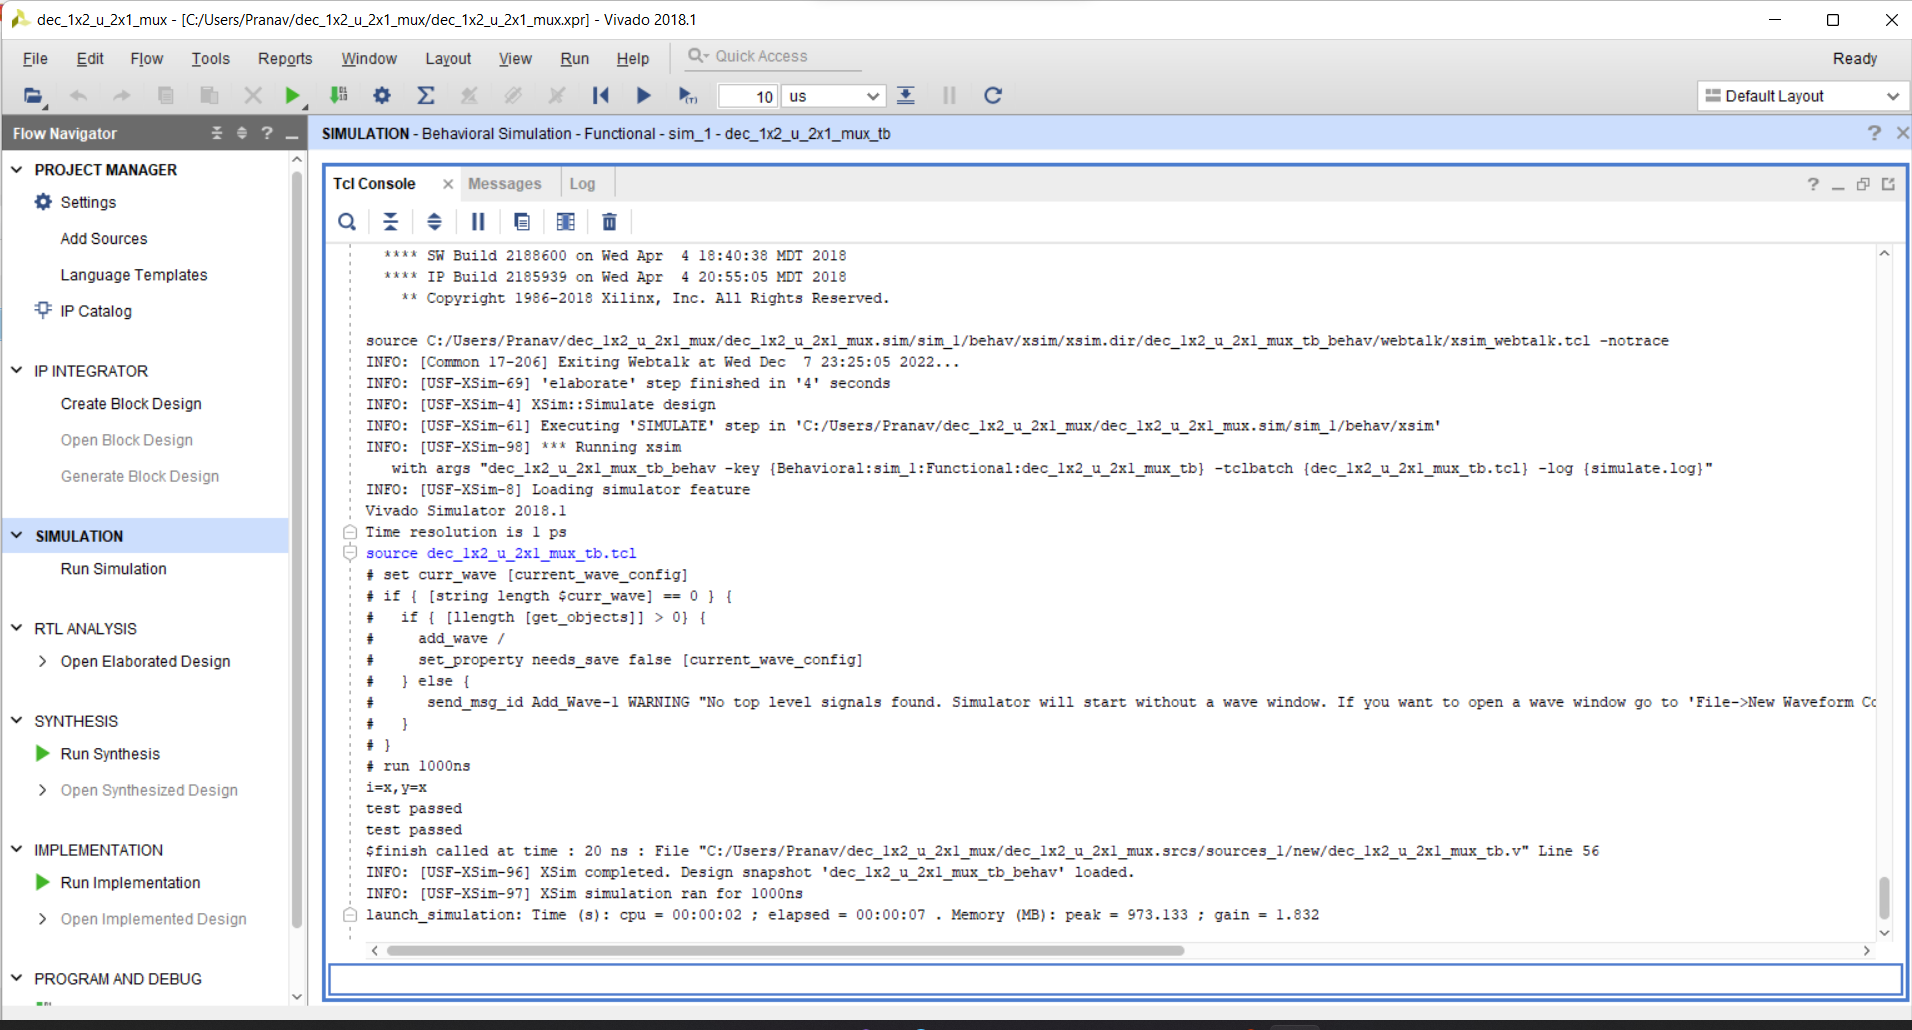 dec_1x2_u_2x1_mux - [C:/Users/Pranav/dec_1x2_u_2x1_mux/dec_1x2_u_2x1_mux.xpr] - Vivado 2018.1
File Edit Flow Tools Reports Window Layout View Run Help Quick Access Ready
10 us Default Layout
Flow Navigator
SIMULATION - Behavioral Simulation - Functional - sim_1 - dec_1x2_u_2x1_mux_tb
PROJECT MANAGER
Settings
Add Sources
Language Templates
IP Catalog
IP INTEGRATOR
Create Block Design
Open Block Design
Generate Block Design
SIMULATION
Run Simulation
RTL ANALYSIS
Open Elaborated Design
SYNTHESIS
Run Synthesis
Open Synthesized Design
IMPLEMENTATION
Run Implementation
Open Implemented Design
PROGRAM AND DEBUG
Tcl Console Messages Log
**** SW Build 2188600 on Wed Apr  4 18:40:38 MDT 2018
**** IP Build 2185939 on Wed Apr  4 20:55:05 MDT 2018
** Copyright 1986-2018 Xilinx, Inc. All Rights Reserved.
source C:/Users/Pranav/dec_1x2_u_2x1_mux/dec_1x2_u_2x1_mux.sim/sim_1/behav/xsim/xsim.dir/dec_1x2_u_2x1_mux_tb_behav/webtalk/xsim_webtalk.tcl -notrace
INFO: [Common 17-206] Exiting Webtalk at Wed Dec  7 23:25:05 2022...
INFO: [USF-XSim-69] 'elaborate' step finished in '4' seconds
INFO: [USF-XSim-4] XSim::Simulate design
INFO: [USF-XSim-61] Executing 'SIMULATE' step in 'C:/Users/Pranav/dec_1x2_u_2x1_mux/dec_1x2_u_2x1_mux.sim/sim_1/behav/xsim'
INFO: [USF-XSim-98] *** Running xsim
with args "dec_1x2_u_2x1_mux_tb_behav -key {Behavioral:sim_1:Functional:dec_1x2_u_2x1_mux_tb} -tclbatch {dec_1x2_u_2x1_mux_tb.tcl} -log {simulate.log}"
INFO: [USF-XSim-8] Loading simulator feature
Vivado Simulator 2018.1
Time resolution is 1 ps
source dec_1x2_u_2x1_mux_tb.tcl
# set curr_wave [current_wave_config]
# if { [string length $curr_wave] == 0 } {
#   if { [llength [get_objects]] > 0} {
#     add_wave /
#     set_property needs_save false [current_wave_config]
#   } else {
#      send_msg_id Add_Wave-1 WARNING "No top level signals found. Simulator will start without a wave window. If you want to open a wave window go to 'File->New Waveform Co
#   }
# }
# run 1000ns
i=x,y=x
test passed
test passed
$finish called at time : 20 ns : File "C:/Users/Pranav/dec_1x2_u_2x1_mux/dec_1x2_u_2x1_mux.srcs/sources_1/new/dec_1x2_u_2x1_mux_tb.v" Line 56
INFO: [USF-XSim-96] XSim completed. Design snapshot 'dec_1x2_u_2x1_mux_tb_behav' loaded.
INFO: [USF-XSim-97] XSim simulation ran for 1000ns
launch_simulation: Time (s): cpu = 00:00:02 ; elapsed = 00:00:07 . Memory (MB): peak = 973.133 ; gain = 1.832